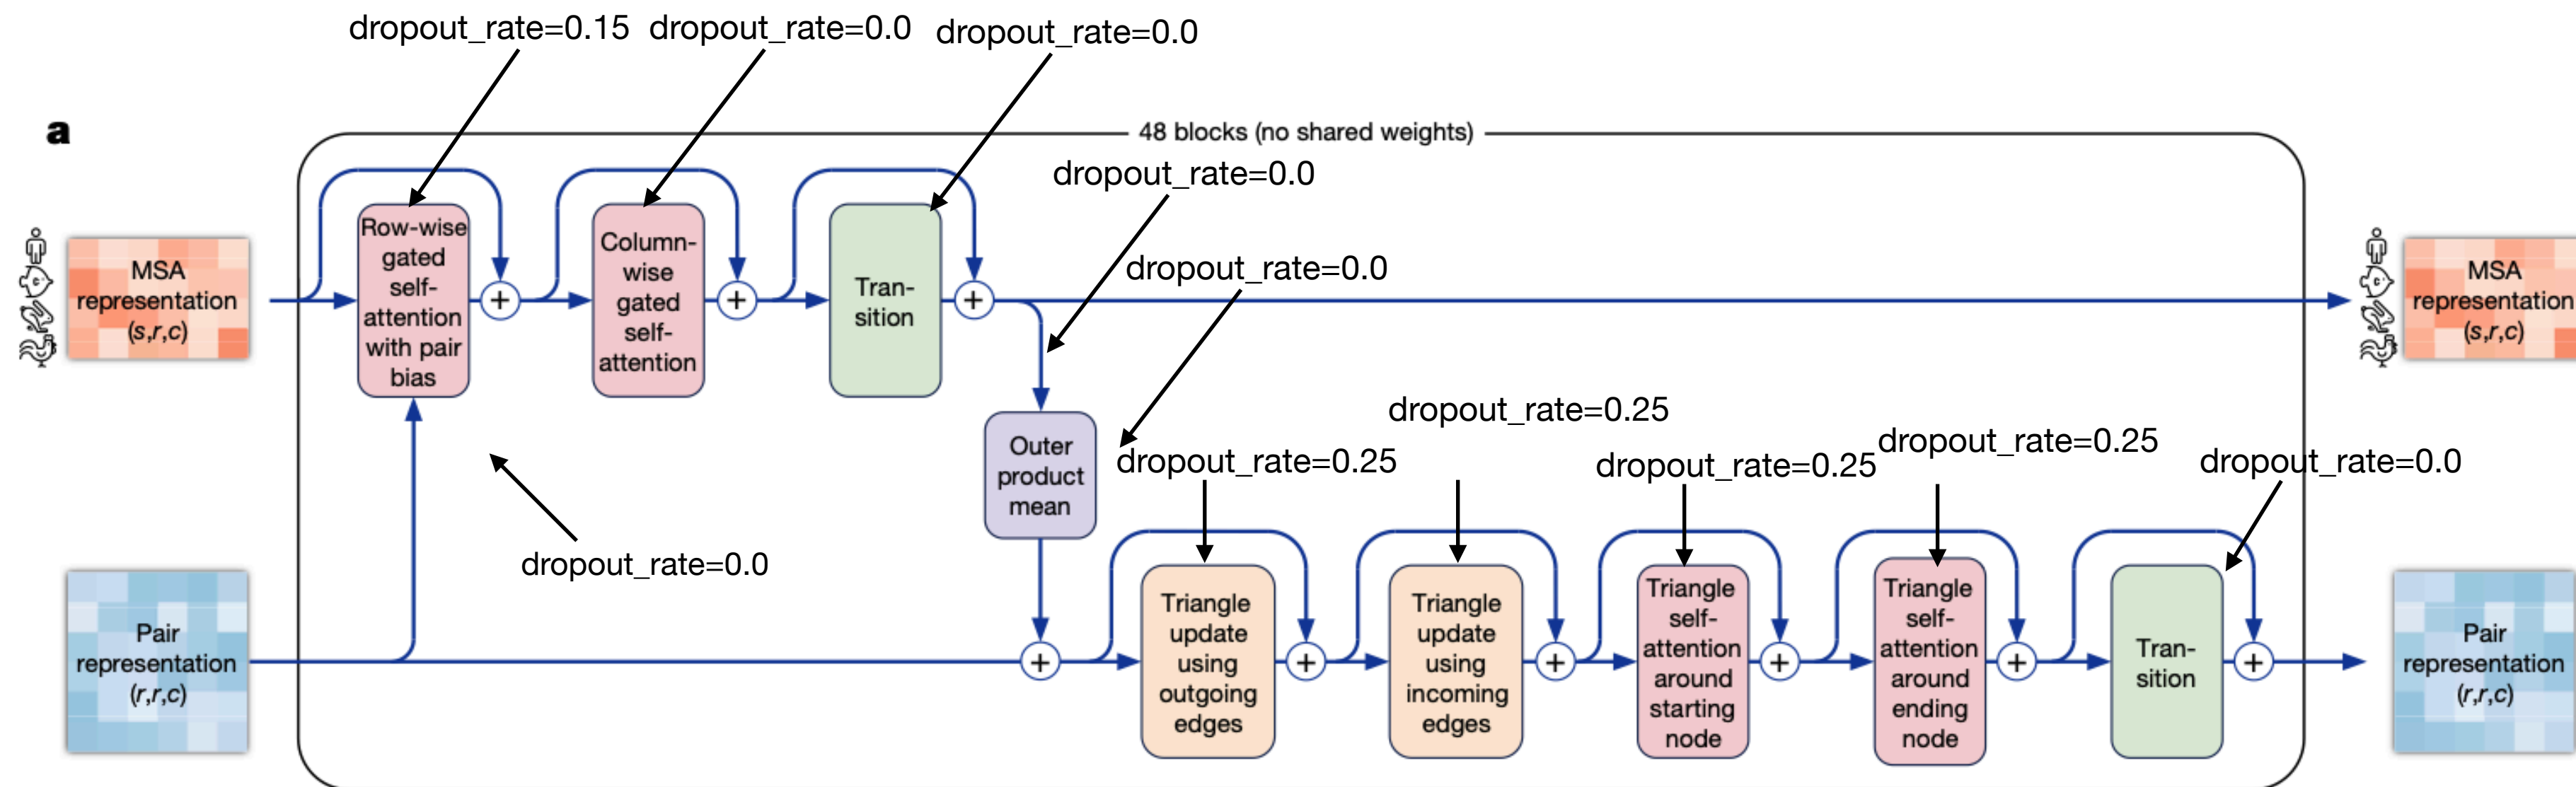 dropout_rate=0.15 dropout_rate=0.0 dropout_rate=0.0
a
48 blocks (no shared weights)
dropout_rate=0.0
dropout_rate=0.0
MSA
representation
(s,r,c)
Row-wise
gated
self-
attention
with pair
bias
Column-
wise
gated
self-
attention
Tran-
sition
MSA
representation
(s,r,c)
Outer
product
mean
dropout_rate=0.0
dropout_rate=0.25
dropout_rate=0.25
dropout_rate=0.25
dropout_rate=0.25
dropout_rate=0.0
Pair
representation
(r,r,c)
+
+
+
+
Triangle
update
using
outgoing
edges
+
Triangle
update
using
incoming
edges
+
Triangle
self-
attention
around
starting
node
+
Triangle
self-
attention
around
ending
node
+
Tran-
sition
+
Pair
representation
(r,r,c)